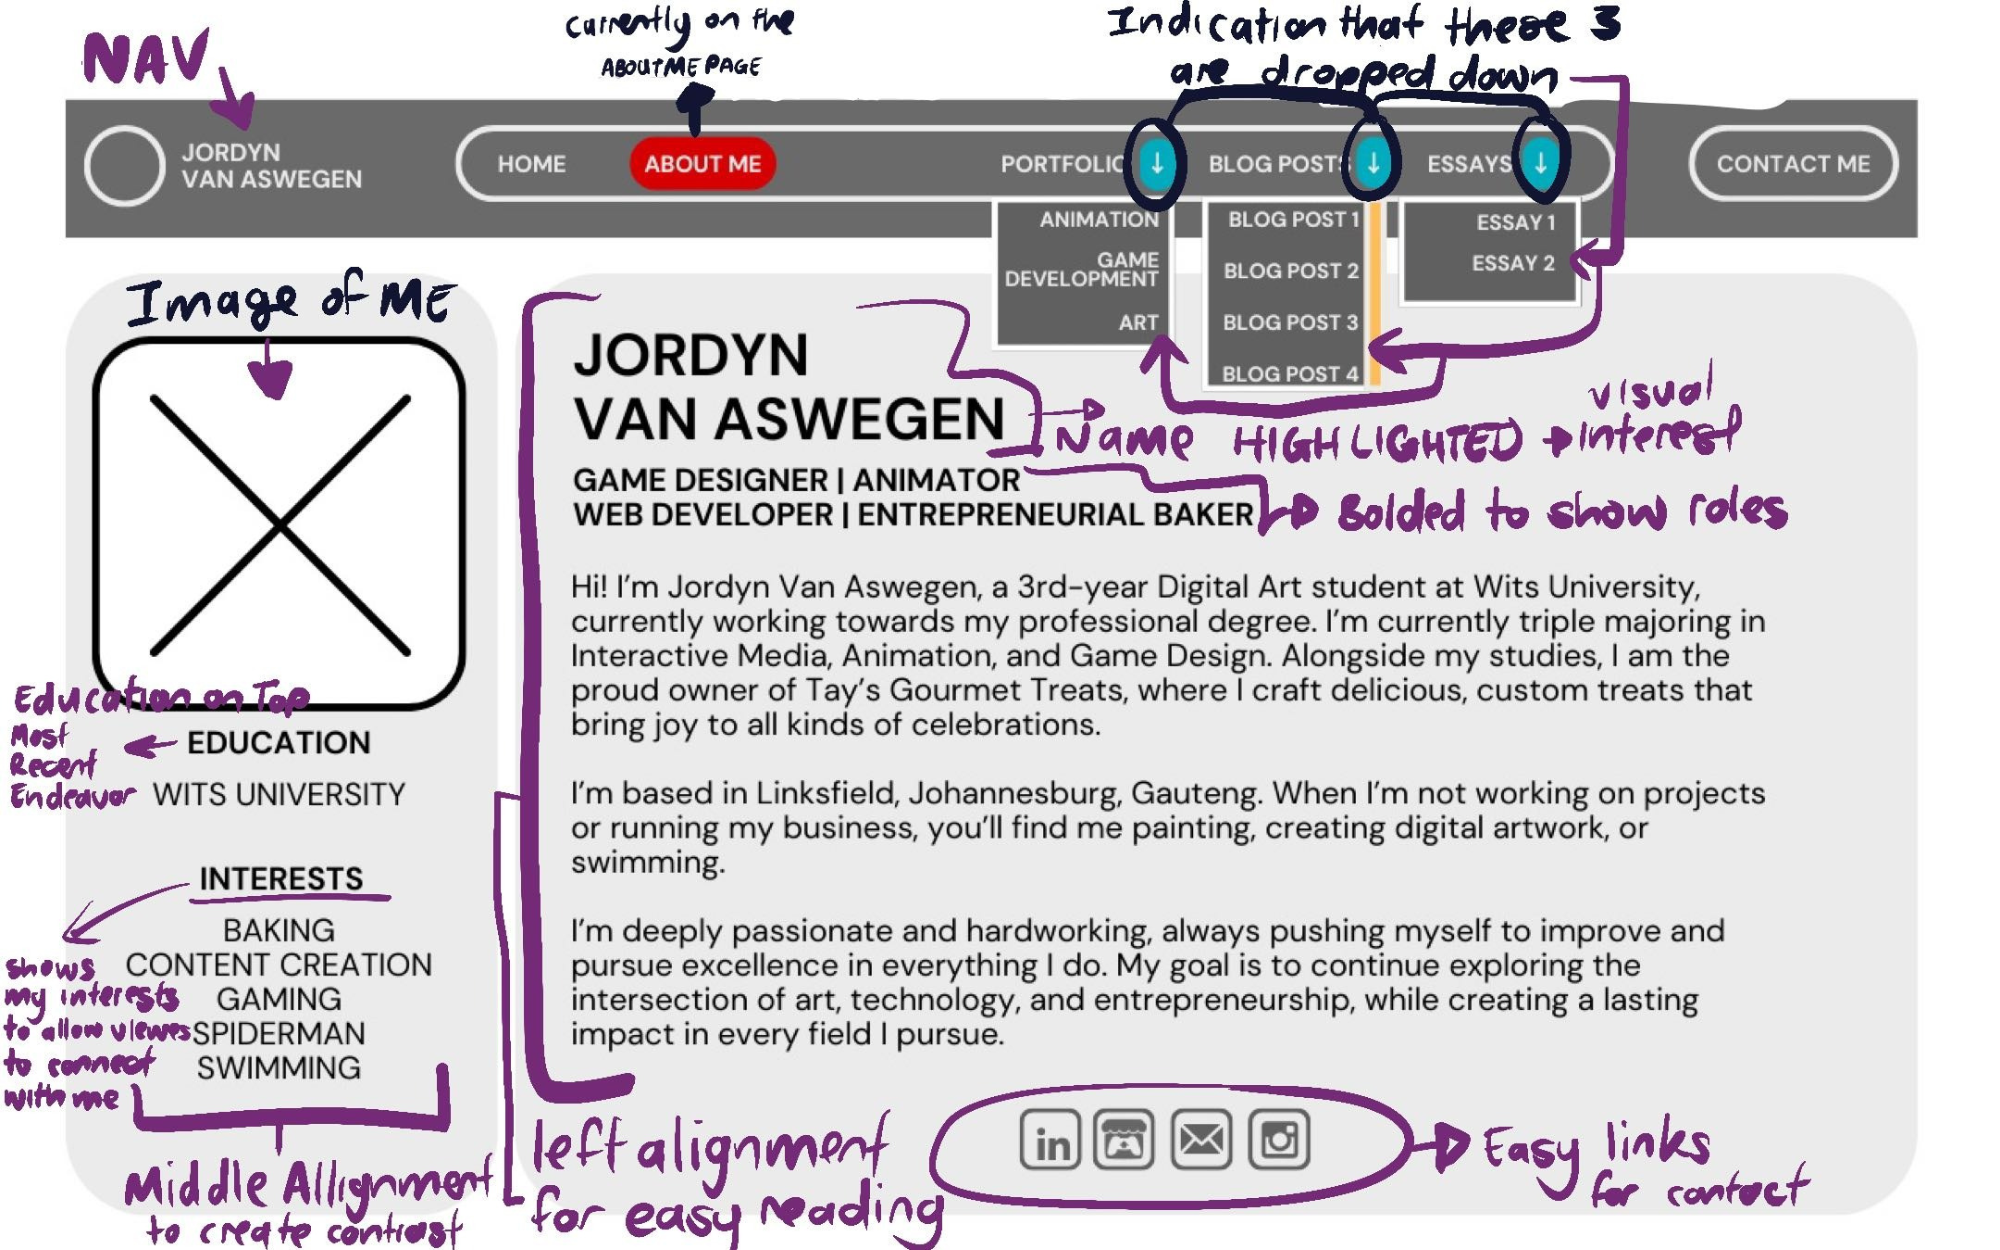 NAV
Currently on the
ABOUT ME PAGE
Indication that these 3
are dropped down
JORDYN
VAN ASWEGEN
HOME
ABOUT ME
PORTFOLIO ↓
BLOG POSTS ↓
ESSAYS ↓
CONTACT ME
ANIMATION
GAME
DEVELOPMENT
ART
BLOG POST 1
BLOG POST 2
BLOG POST 3
BLOG POST 4
ESSAY 1
ESSAY 2
Image of ME
Education on Top
Most
Recent
Endeavor
EDUCATION
WITS UNIVERSITY
INTERESTS
BAKING
CONTENT CREATION
GAMING
SPIDERMAN
SWIMMING
shows
my interests
to allow viewes
to connect
with me
Middle Allignment
to create contrast
JORDYN
VAN ASWEGEN
Name HIGHLIGHTED → visual
interest
GAME DESIGNER | ANIMATOR
WEB DEVELOPER | ENTREPRENEURIAL BAKER
Bolded to show roles
Hi! I'm Jordyn Van Aswegen, a 3rd-year Digital Art student at Wits University,
currently working towards my professional degree. I'm currently triple majoring in
Interactive Media, Animation, and Game Design. Alongside my studies, I am the
proud owner of Tay's Gourmet Treats, where I craft delicious, custom treats that
bring joy to all kinds of celebrations.
I'm based in Linksfield, Johannesburg, Gauteng. When I'm not working on projects
or running my business, you'll find me painting, creating digital artwork, or
swimming.
I'm deeply passionate and hardworking, always pushing myself to improve and
pursue excellence in everything I do. My goal is to continue exploring the
intersection of art, technology, and entrepreneurship, while creating a lasting
impact in every field I pursue.
left alignment
for easy reading
in
Easy links
for contact